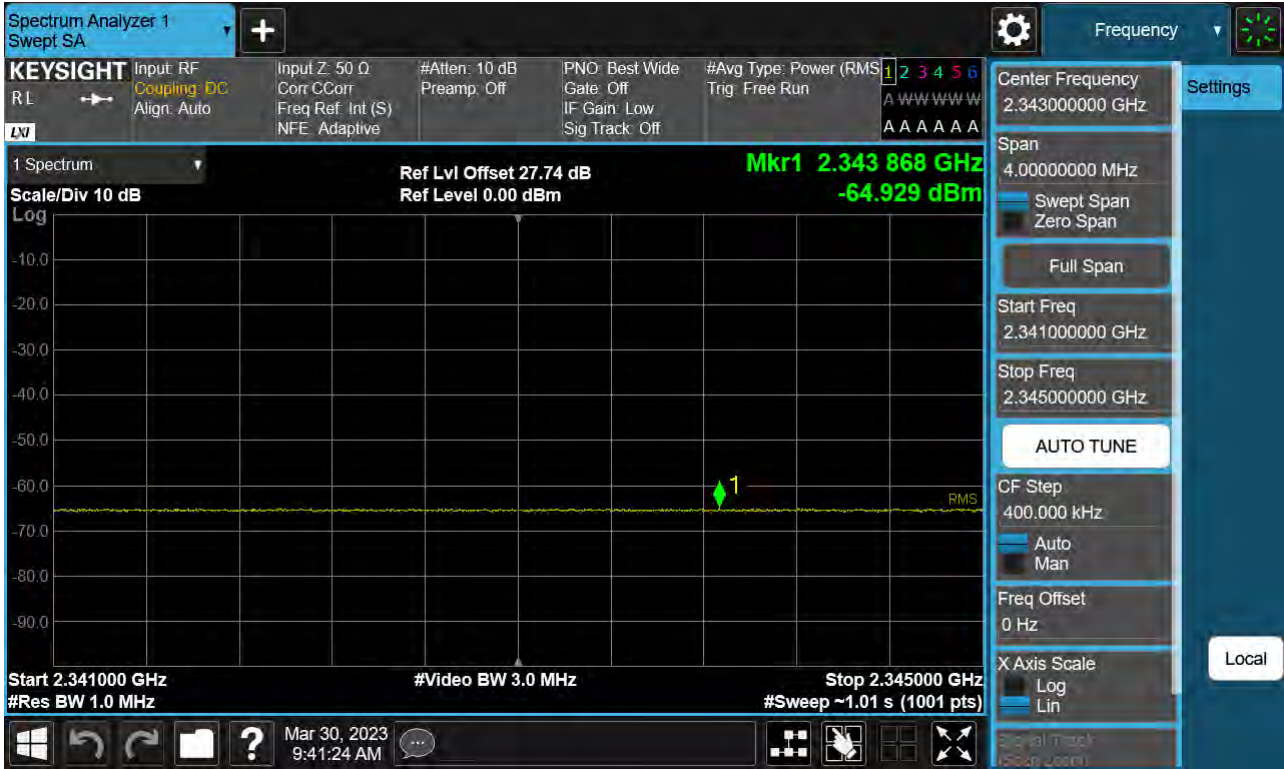 Spectrum Analyzer 1
Swept SA
+
Frequency
KEYSIGHT
RL
LXI
Input: RF
Coupling: DC
Align: Auto
Input Z: 50 Ω
Corr CCorr
Freq Ref: Int (S)
NFE: Adaptive
#Atten: 10 dB
Preamp: Off
PNO: Best Wide
Gate: Off
IF Gain: Low
Sig Track: Off
#Avg Type: Power (RMS
Trig: Free Run
1 2 3 4 5 6
A W W W W W
A A A A A A
1 Spectrum
Scale/Div 10 dB
Log
Ref Lvl Offset 27.74 dB
Ref Level 0.00 dBm
Mkr1 2.343 868 GHz
-64.929 dBm
-10.0
-20.0
-30.0
-40.0
-50.0
-60.0
-70.0
-80.0
-90.0
1
RMS
Start 2.341000 GHz
#Res BW 1.0 MHz
#Video BW 3.0 MHz
Stop 2.345000 GHz
#Sweep ~1.01 s (1001 pts)
Center Frequency
2.343000000 GHz
Span
4.00000000 MHz
Swept Span
Zero Span
Full Span
Start Freq
2.341000000 GHz
Stop Freq
2.345000000 GHz
AUTO TUNE
CF Step
400.000 kHz
Auto
Man
Freq Offset
0 Hz
X Axis Scale
Log
Lin
Signal Track
(Span Zoom)
Settings
Local
?
Mar 30, 2023
9:41:24 AM